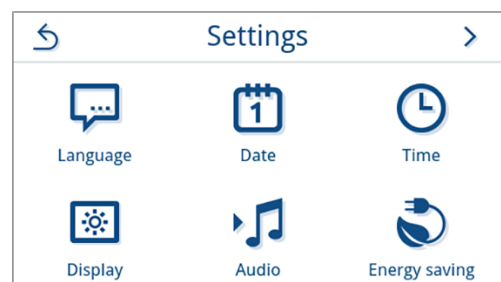 Settings
...
1
Language
Date
Time
Display
Audio
Energy saving